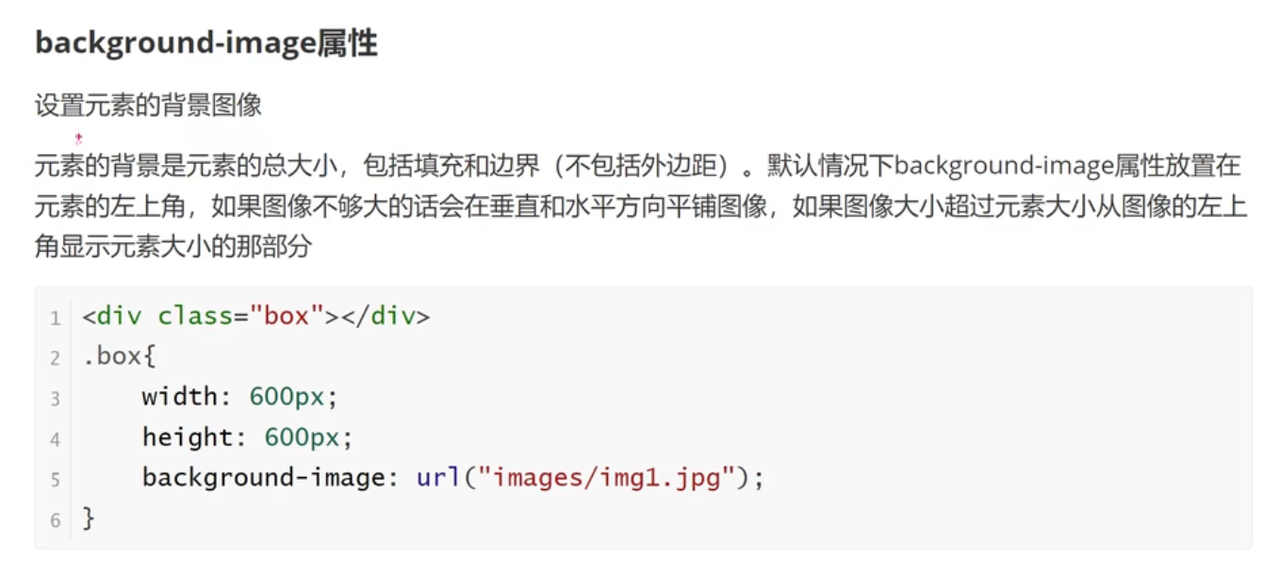 background-image属性
设置元素的背景图像
元素的背景是元素的总大小，包括填充和边界（不包括外边距）。默认情况下background-image属性放置在
元素的左上角，如果图像不够大的话会在垂直和水平方向平铺图像，如果图像大小超过元素大小从图像的左上
角显示元素大小的那部分
1 <div class="box"></div>
2 .box{
3     width: 600px;
4     height: 600px;
5     background-image: url("images/img1.jpg");
6 }